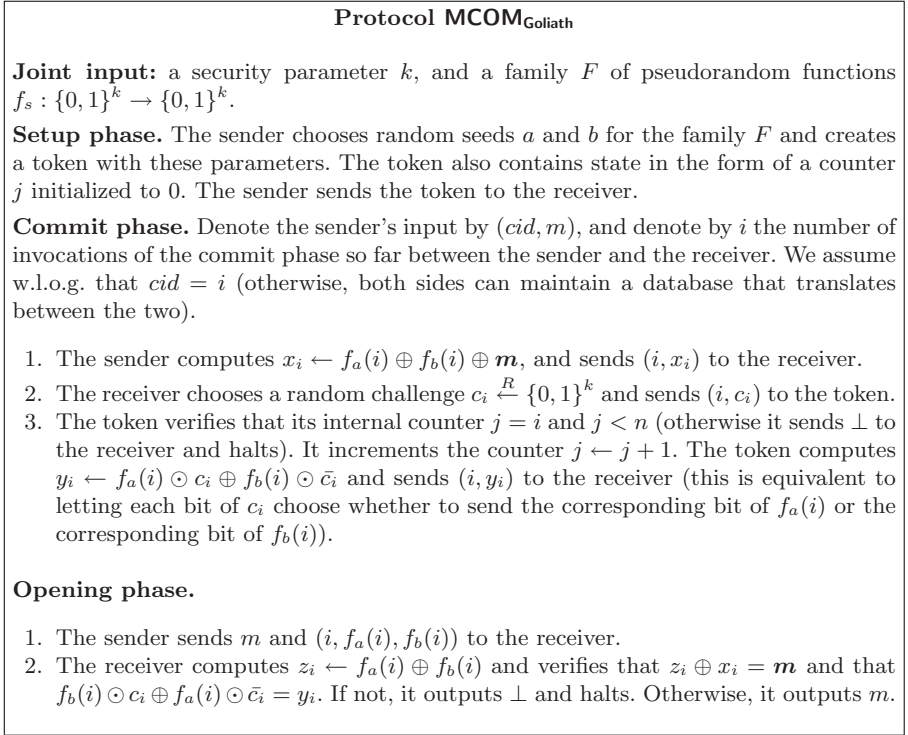 Protocol MCOM_Goliath
Joint input: a security parameter k, and a family F of pseudorandom functions
f_s : {0, 1}^k → {0, 1}^k.
Setup phase. The sender chooses random seeds a and b for the family F and creates
a token with these parameters. The token also contains state in the form of a counter
j initialized to 0. The sender sends the token to the receiver.
Commit phase. Denote the sender's input by (cid, m), and denote by i the number of
invocations of the commit phase so far between the sender and the receiver. We assume
w.l.o.g. that cid = i (otherwise, both sides can maintain a database that translates
between the two).
1. The sender computes x_i ← f_a(i) ⊕ f_b(i) ⊕ m, and sends (i, x_i) to the receiver.
2. The receiver chooses a random challenge c_i ←^R {0, 1}^k and sends (i, c_i) to the token.
3. The token verifies that its internal counter j = i and j < n (otherwise it sends ⊥ to
the receiver and halts). It increments the counter j ← j + 1. The token computes
y_i ← f_a(i) ⊙ c_i ⊕ f_b(i) ⊙ c̄_i and sends (i, y_i) to the receiver (this is equivalent to
letting each bit of c_i choose whether to send the corresponding bit of f_a(i) or the
corresponding bit of f_b(i)).
Opening phase.
1. The sender sends m and (i, f_a(i), f_b(i)) to the receiver.
2. The receiver computes z_i ← f_a(i) ⊕ f_b(i) and verifies that z_i ⊕ x_i = m and that
f_b(i) ⊙ c_i ⊕ f_a(i) ⊙ c̄_i = y_i. If not, it outputs ⊥ and halts. Otherwise, it outputs m.